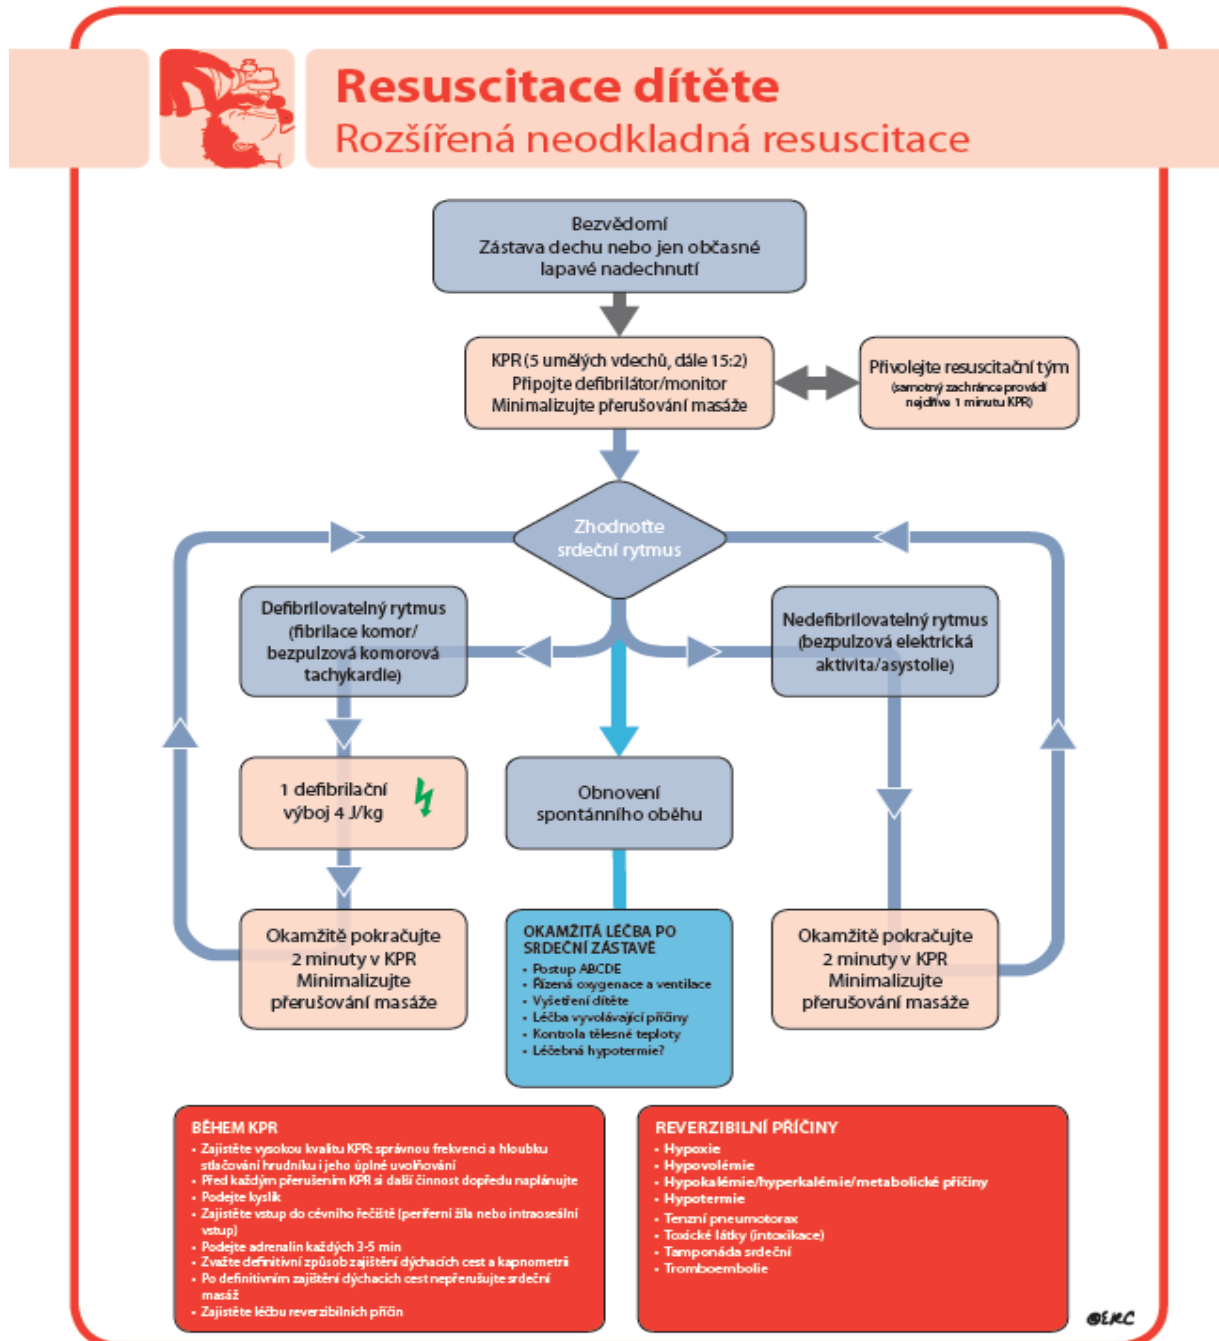 Resuscitace dítěte
Rozšířená neodkladná resuscitace
Bezvědomí
Zástava dechu nebo jen občasné
lapavé nadechnutí
KPR (5 umělých vdechů, dále 15:2)
Připojte defibrilátor/monitor
Minimalizujte přerušování masáže
Přivolejte resuscitační tým
(samotný zachránce provádí
nejdříve 1 minutu KPR)
Zhodnoťte
srdeční rytmus
Defibrilovatelný rytmus
(fibrilace komor/
bezpulzová komorová
tachykardie)
Nedefibrilovatelný rytmus
(bezpulzová elektrická
aktivita/asystolie)
1 defibrilační
výboj 4 J/kg
Obnovení
spontánního oběhu
Okamžitě pokračujte
2 minuty v KPR
Minimalizujte
přerušování masáže
OKAMŽITÁ LÉČBA PO
SRDEČNÍ ZÁSTAVĚ
• Postup ABCDE
• Řízená oxygenace a ventilace
• Vyšetření dítěte
• Léčba vyvolávající příčiny
• Kontrola tělesné teploty
• Léčebná hypotermie?
Okamžitě pokračujte
2 minuty v KPR
Minimalizujte
přerušování masáže
BĚHEM KPR
• Zajistěte vysokou kvalitu KPR: správnou frekvenci a hloubku
stlačování hrudníku i jeho úplné uvolňování
• Před každým přerušením KPR si další činnost dopředu naplánujte
• Podejte kyslík
• Zajistěte vstup do cévního řečiště (periferní žíla nebo intraoseální
vstup)
• Podejte adrenalin každých 3-5 min
• Zvažte definitivní způsob zajištění dýchacích cest a kapnometrii
• Po definitivním zajištění dýchacích cest nepřerušujte srdeční
masáž
• Zajistěte léčbu reverzibilních příčin
REVERZIBILNÍ PŘÍČINY
• Hypoxie
• Hypovolémie
• Hypokalémie/hyperkalémie/metabolické příčiny
• Hypotermie
• Tenzní pneumotorax
• Toxické látky (intoxikace)
• Tamponáda srdeční
• Tromboembolie
@ERC